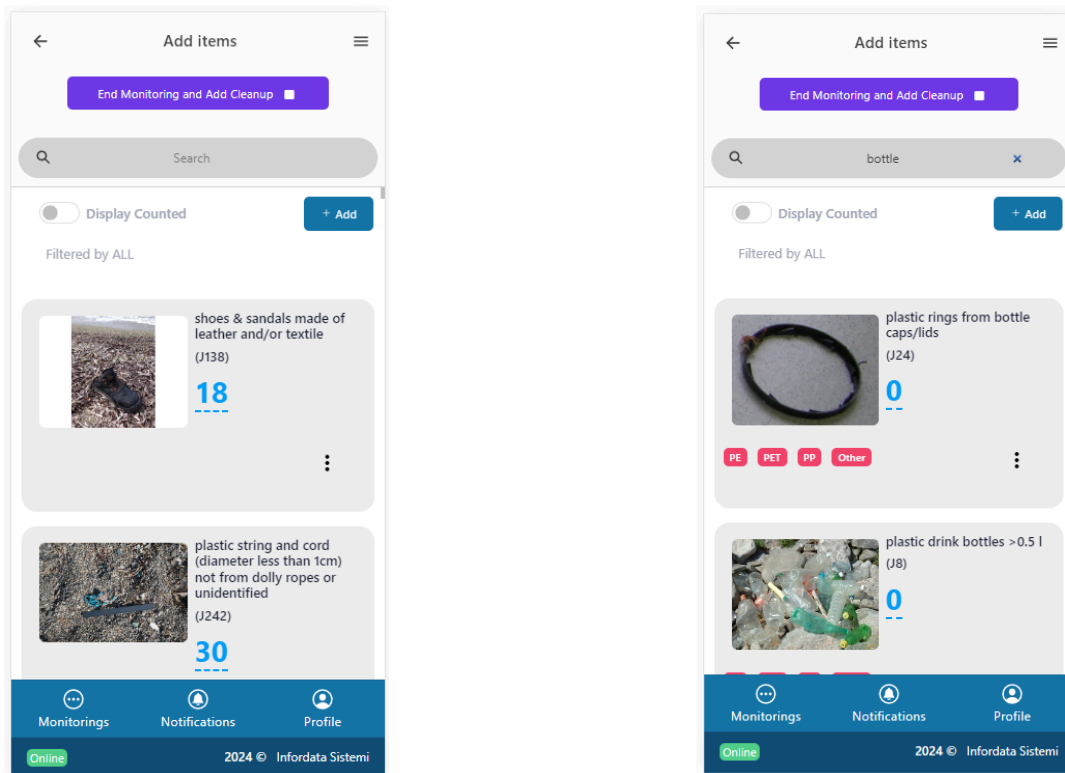 Add items
End Monitoring and Add Cleanup
Search
Display Counted
+ Add
Filtered by ALL
shoes & sandals made of
leather and/or textile
(J138)
18
plastic string and cord
(diameter less than 1cm)
not from dolly ropes or
unidentified
(J242)
30
Monitorings
Notifications
Profile
Online
2024 © Infordata Sistemi
Add items
End Monitoring and Add Cleanup
bottle
Display Counted
+ Add
Filtered by ALL
plastic rings from bottle
caps/lids
(J24)
0
PE PET PP Other
plastic drink bottles >0.5 l
(J8)
0
Monitorings
Notifications
Profile
Online
2024 © Infordata Sistemi